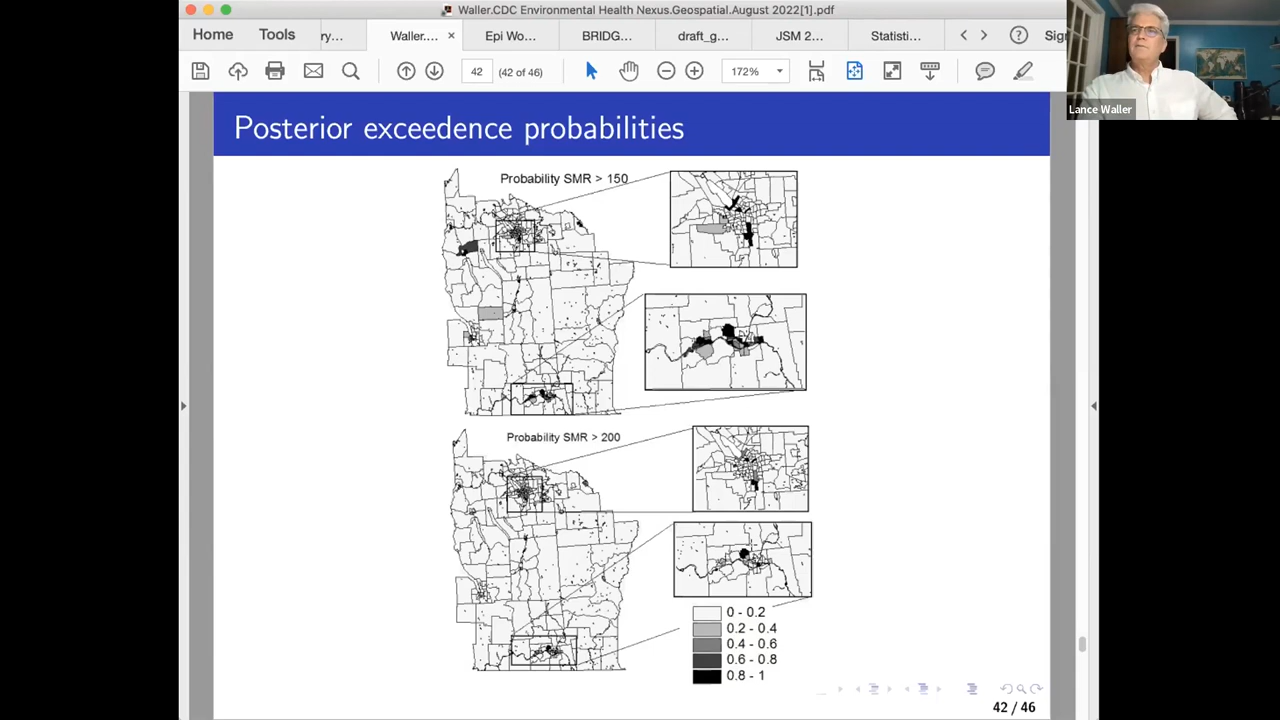 Waller.CDC Environmental Health Nexus.Geospatial.August 2022[1].pdf
Home
Tools
ry...
Waller....
×
Epi Wo...
BRIDG...
draft_g...
JSM 2...
Statisti...
Sign
42
(42 of 46)
172%
Lance Waller
Posterior exceedence probabilities
Probability SMR > 150
Probability SMR > 200
0 - 0.2
0.2 - 0.4
0.4 - 0.6
0.6 - 0.8
0.8 - 1
42 / 46